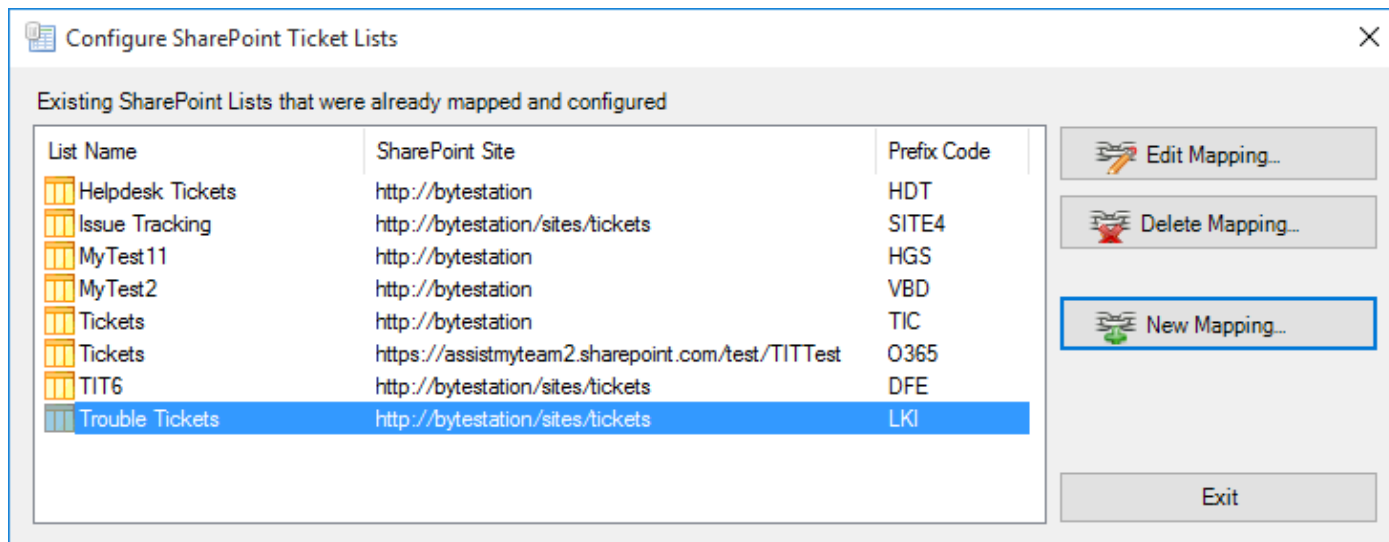 Configure SharePoint Ticket Lists
Existing SharePoint Lists that were already mapped and configured
List Name SharePoint Site Prefix Code
Helpdesk Tickets http://bytestation HDT
Issue Tracking http://bytestation/sites/tickets SITE4
MyTest11 http://bytestation HGS
MyTest2 http://bytestation VBD
Tickets http://bytestation TIC
Tickets https://assistmyteam2.sharepoint.com/test/TITTest O365
TIT6 http://bytestation/sites/tickets DFE
Trouble Tickets http://bytestation/sites/tickets LKI
Edit Mapping...
Delete Mapping...
New Mapping...
Exit